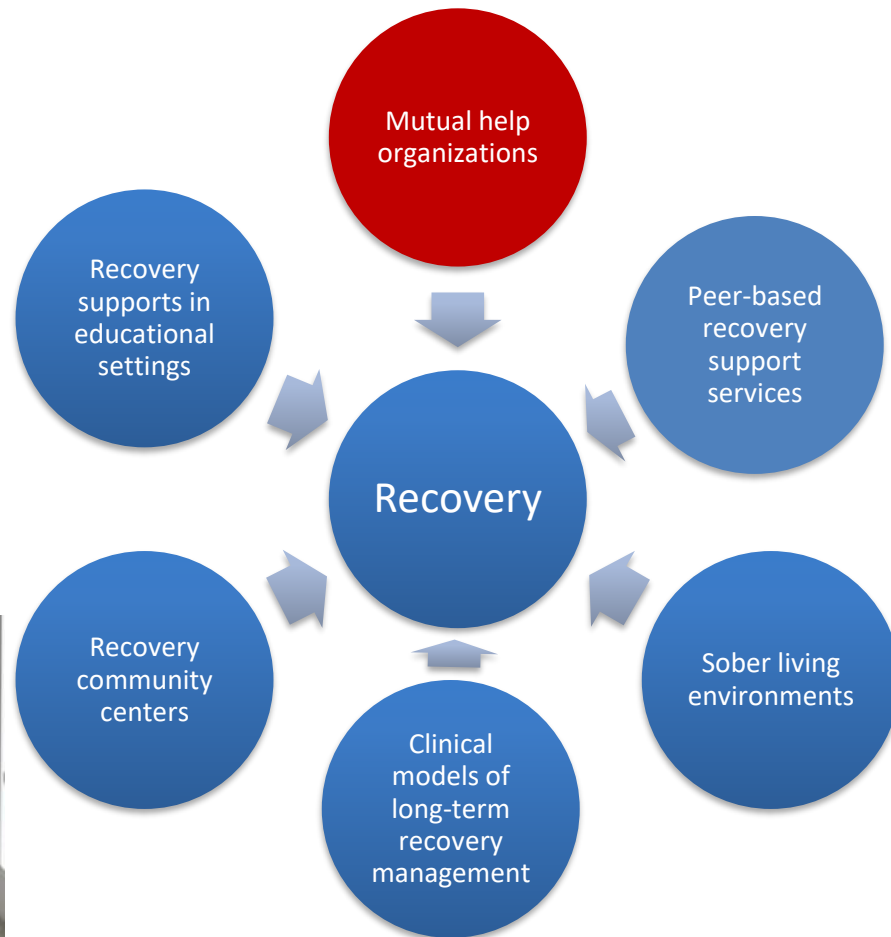 Mutual help
organizations
Recovery
supports in
educational
settings
Peer-based
recovery
support
services
Recovery
Recovery
community
centers
Sober living
environments
Clinical
models of
long-term
recovery
management